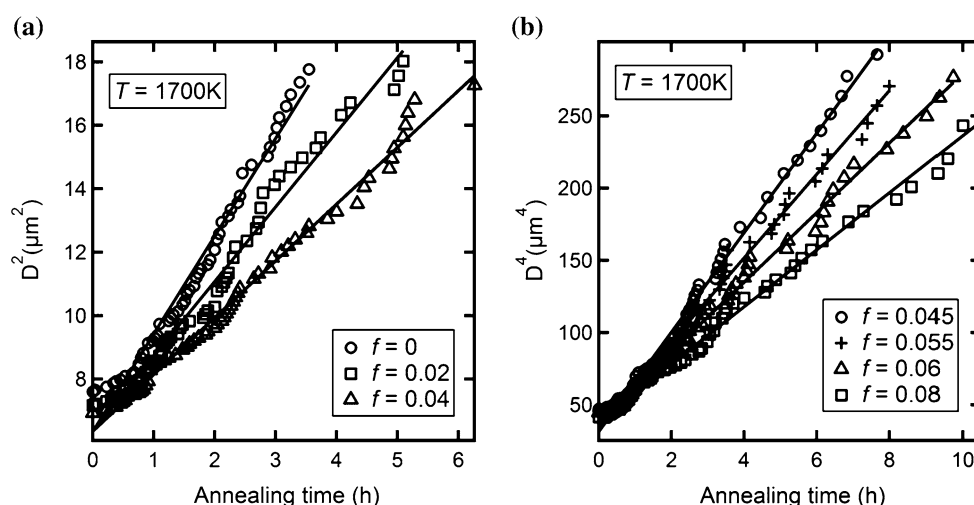 (a)
D² (µm²)
18
16
14
12
10
8
T = 1700K
f = 0
f = 0.02
f = 0.04
0 1 2 3 4 5 6
Annealing time (h)
(b)
D⁴ (µm⁴)
250
200
150
100
50
T = 1700K
f = 0.045
f = 0.055
f = 0.06
f = 0.08
0 2 4 6 8 10
Annealing time (h)